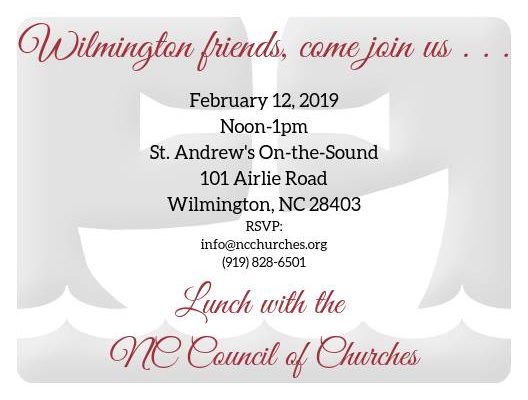 Wilmington friends, come join us . . .
February 12, 2019
Noon-1pm
St. Andrew's On-the-Sound
101 Airlie Road
Wilmington, NC 28403
RSVP:
info@ncchurches.org
(919) 828-6501
Lunch with the
NC Council of Churches